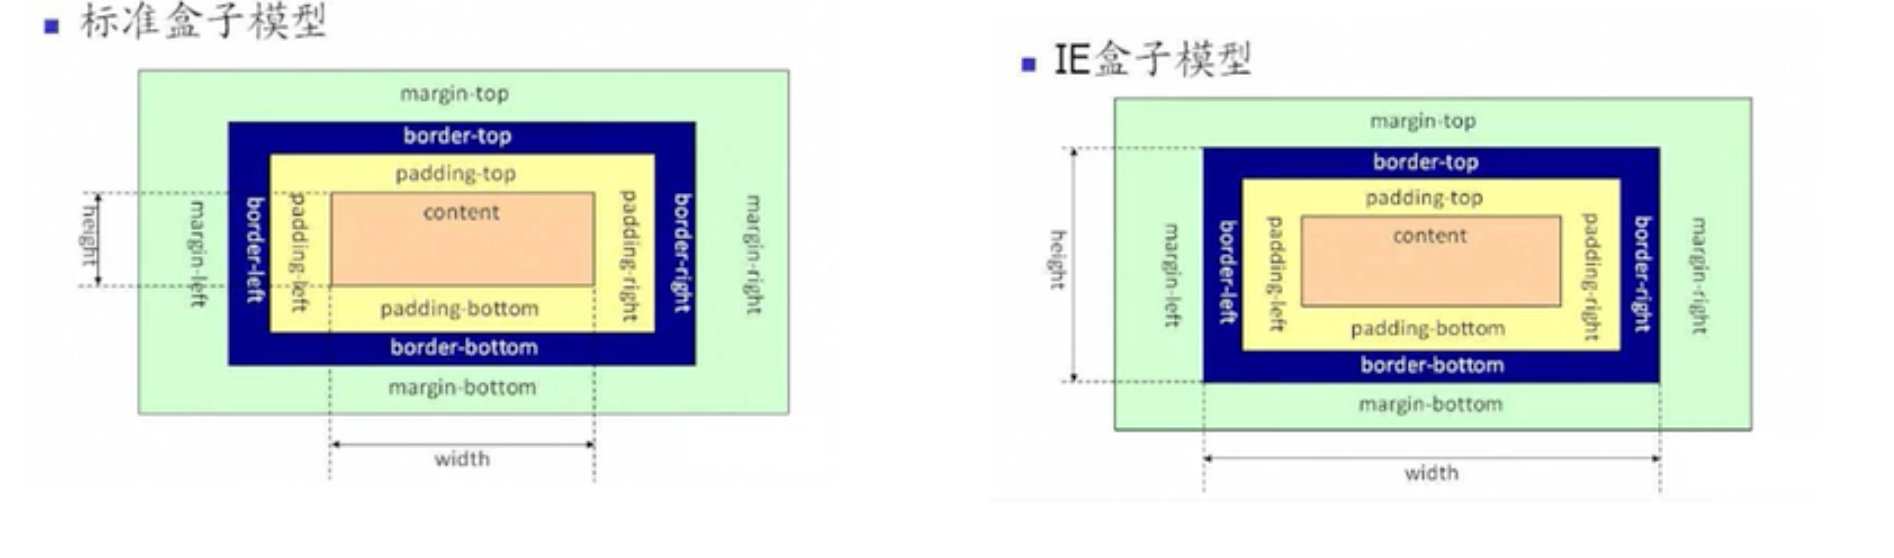 标准盒子模型
margin-top
border-top
padding-top
content
height
margin-left
border-left
padding-left
padding-right
border-right
margin-right
padding-bottom
border-bottom
margin-bottom
width
IE盒子模型
margin-top
border-top
padding-top
content
height
margin-left
border-left
padding-left
padding-right
border-right
margin-right
padding-bottom
border-bottom
margin-bottom
width